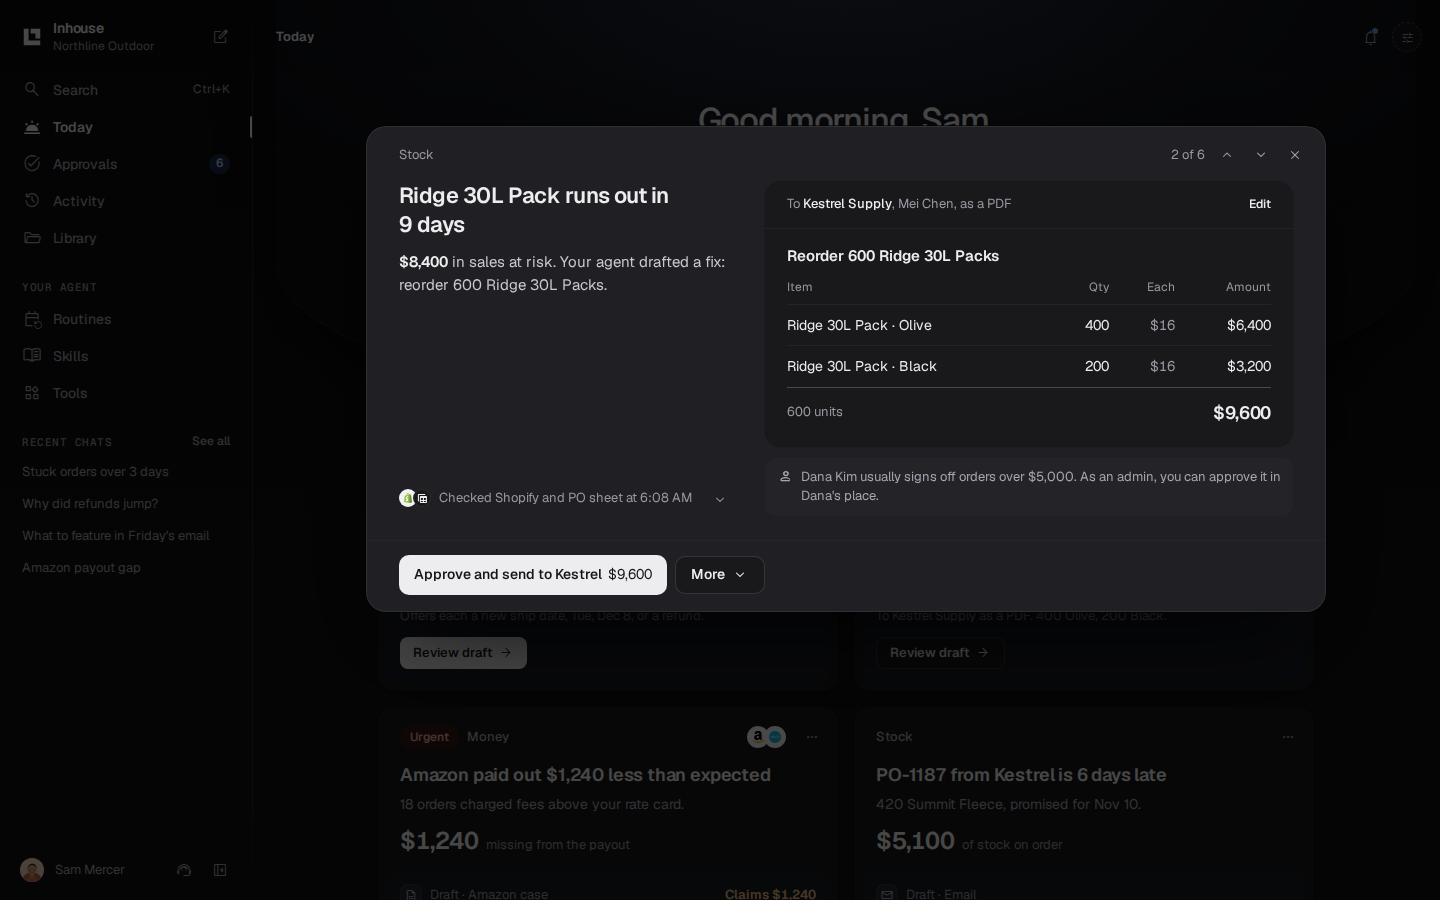 Inhouse
Northline Outdoor
Search Ctrl+K
Today
Approvals 6
Activity
Library
YOUR AGENT
Routines
Skills
Tools
RECENT CHATS See all
Stuck orders over 3 days
Why did refunds jump?
What to feature in Friday's email
Amazon payout gap
Sam Mercer
Today
Good morning, Sam
Stock
2 of 6
Ridge 30L Pack runs out in
9 days
$8,400 in sales at risk. Your agent drafted a fix:
reorder 600 Ridge 30L Packs.
Checked Shopify and PO sheet at 6:08 AM
To Kestrel Supply, Mei Chen, as a PDF Edit
Reorder 600 Ridge 30L Packs
Item Qty Each Amount
Ridge 30L Pack · Olive 400 $16 $6,400
Ridge 30L Pack · Black 200 $16 $3,200
600 units $9,600
Dana Kim usually signs off orders over $5,000. As an admin, you can approve it in
Dana's place.
Approve and send to Kestrel $9,600
More
Offers each a new ship date, Tue, Dec 8, or a refund.
Review draft
To Kestrel Supply as a PDF. 400 Olive, 200 Black.
Review draft
Urgent Money
Amazon paid out $1,240 less than expected
18 orders charged fees above your rate card.
$1,240 missing from the payout
Draft · Amazon case Claims $1,240
Stock
PO-1187 from Kestrel is 6 days late
420 Summit Fleece, promised for Nov 10.
$5,100 of stock on order
Draft · Email